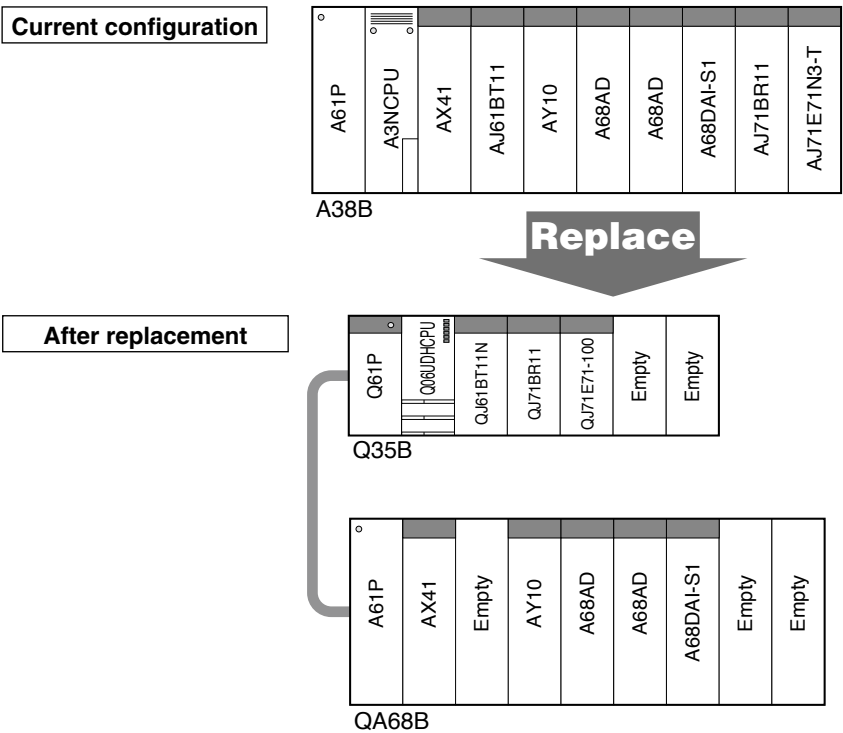 Current configuration
A61P
A3NCPU
AX41
AJ61BT11
AY10
A68AD
A68AD
A68DAI-S1
AJ71BR11
AJ71E71N3-T
A38B
Replace
After replacement
Q61P
Q06UDHCPU
QJ61BT11N
QJ71BR11
QJ71E71-100
Empty
Empty
Q35B
A61P
AX41
Empty
AY10
A68AD
A68AD
A68DAI-S1
Empty
Empty
QA68B